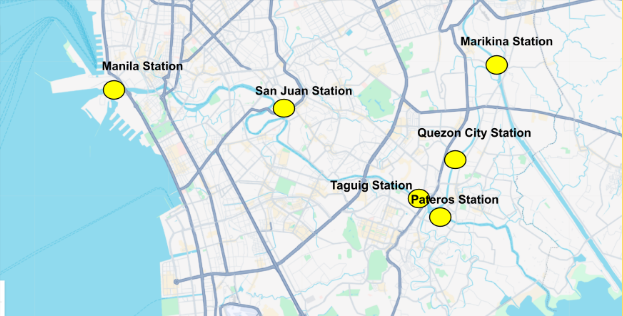 Marikina Station
Manila Station
San Juan Station
Quezon City Station
Taguig Station
Pateros Station